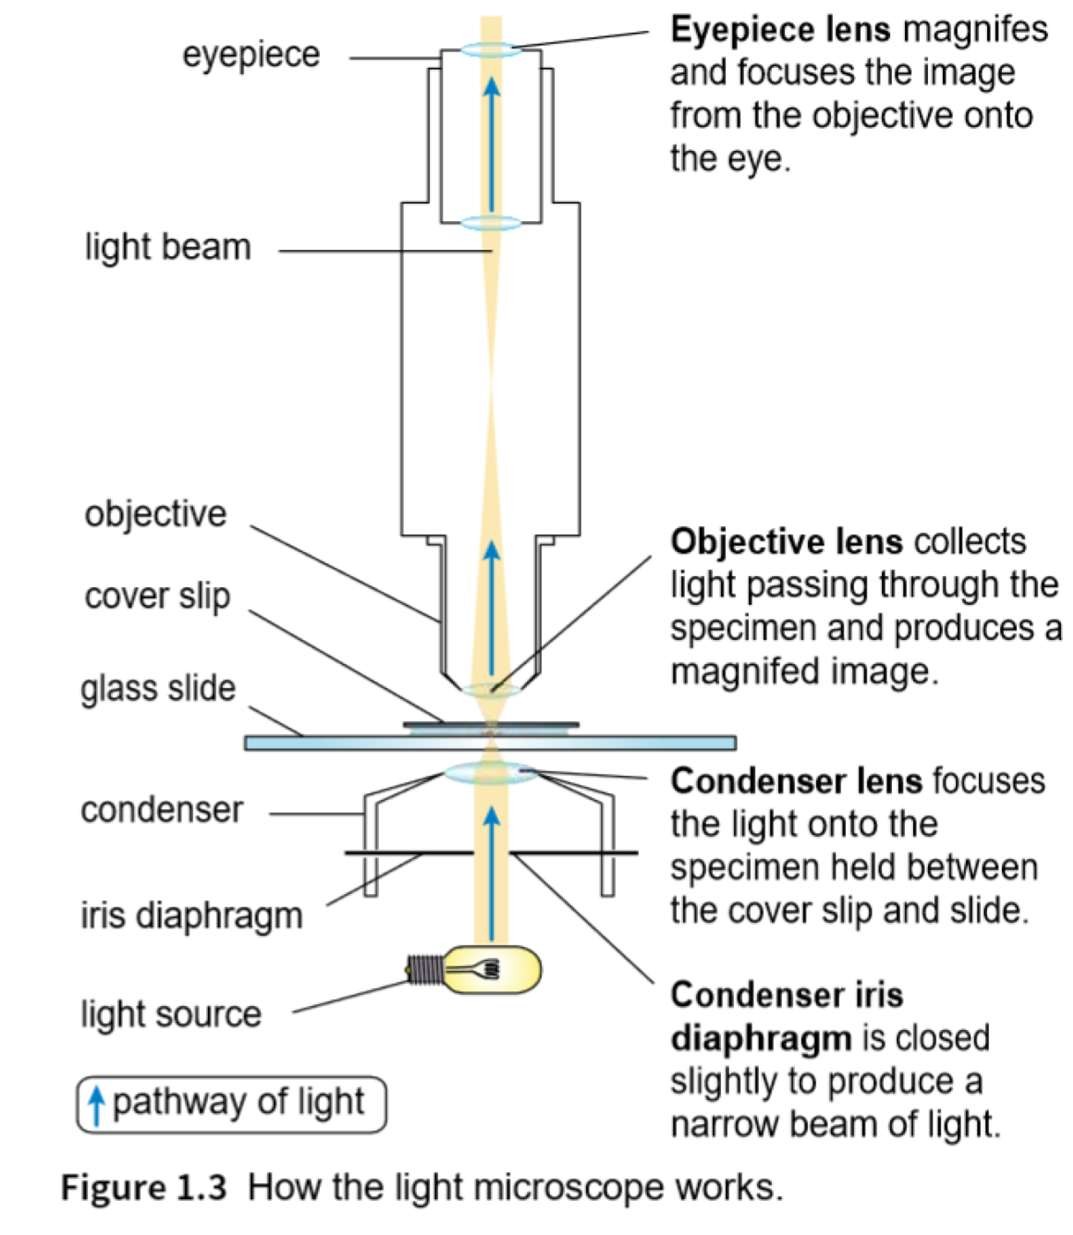 eyepiece
Eyepiece lens magnifes
and focuses the image
from the objective onto
the eye.
light beam
objective
cover slip
glass slide
Objective lens collects
light passing through the
specimen and produces a
magnifed image.
condenser
iris diaphragm
light source
Condenser lens focuses
the light onto the
specimen held between
the cover slip and slide.
Condenser iris
diaphragm is closed
slightly to produce a
narrow beam of light.
pathway of light
Figure 1.3 How the light microscope works.